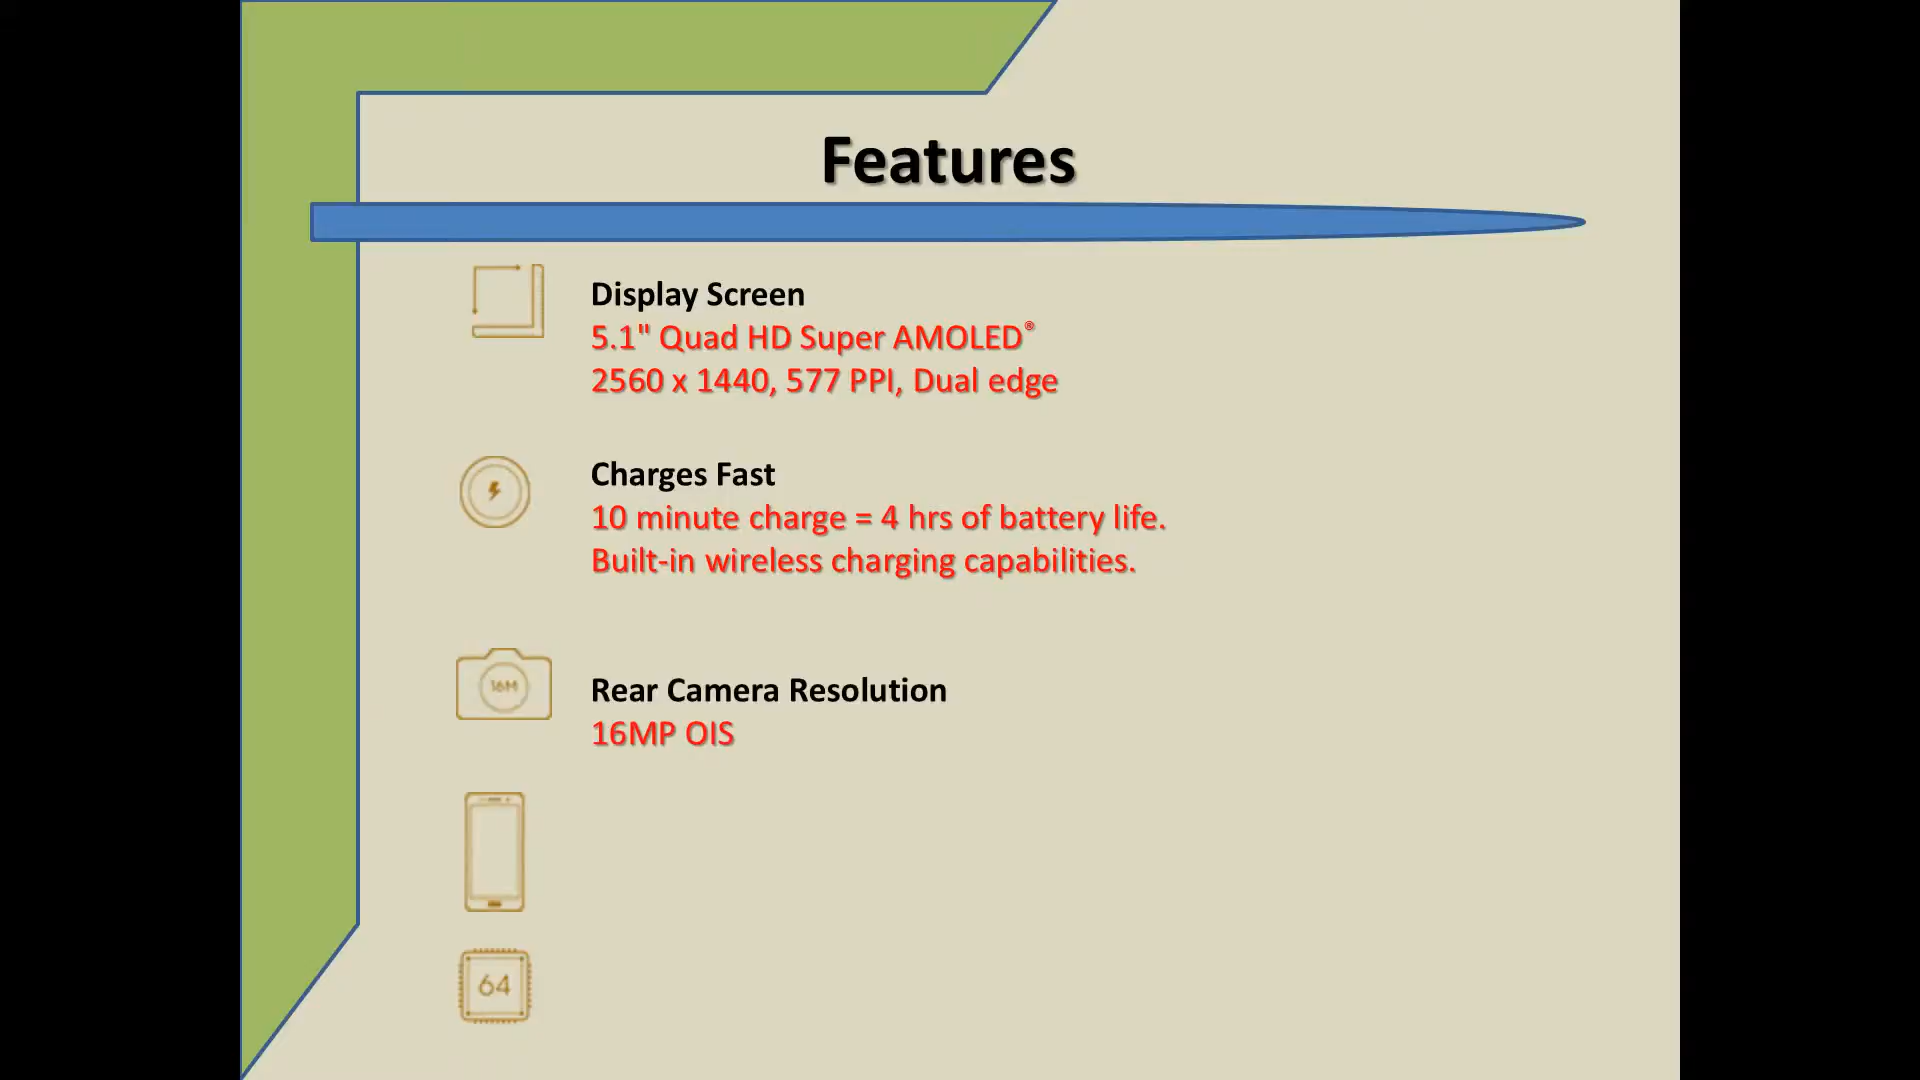 Features
Display Screen
5.1" Quad HD Super AMOLED®
2560 x 1440, 577 PPI, Dual edge
Charges Fast
10 minute charge = 4 hrs of battery life.
Built-in wireless charging capabilities.
16M
Rear Camera Resolution
16MP OIS
64